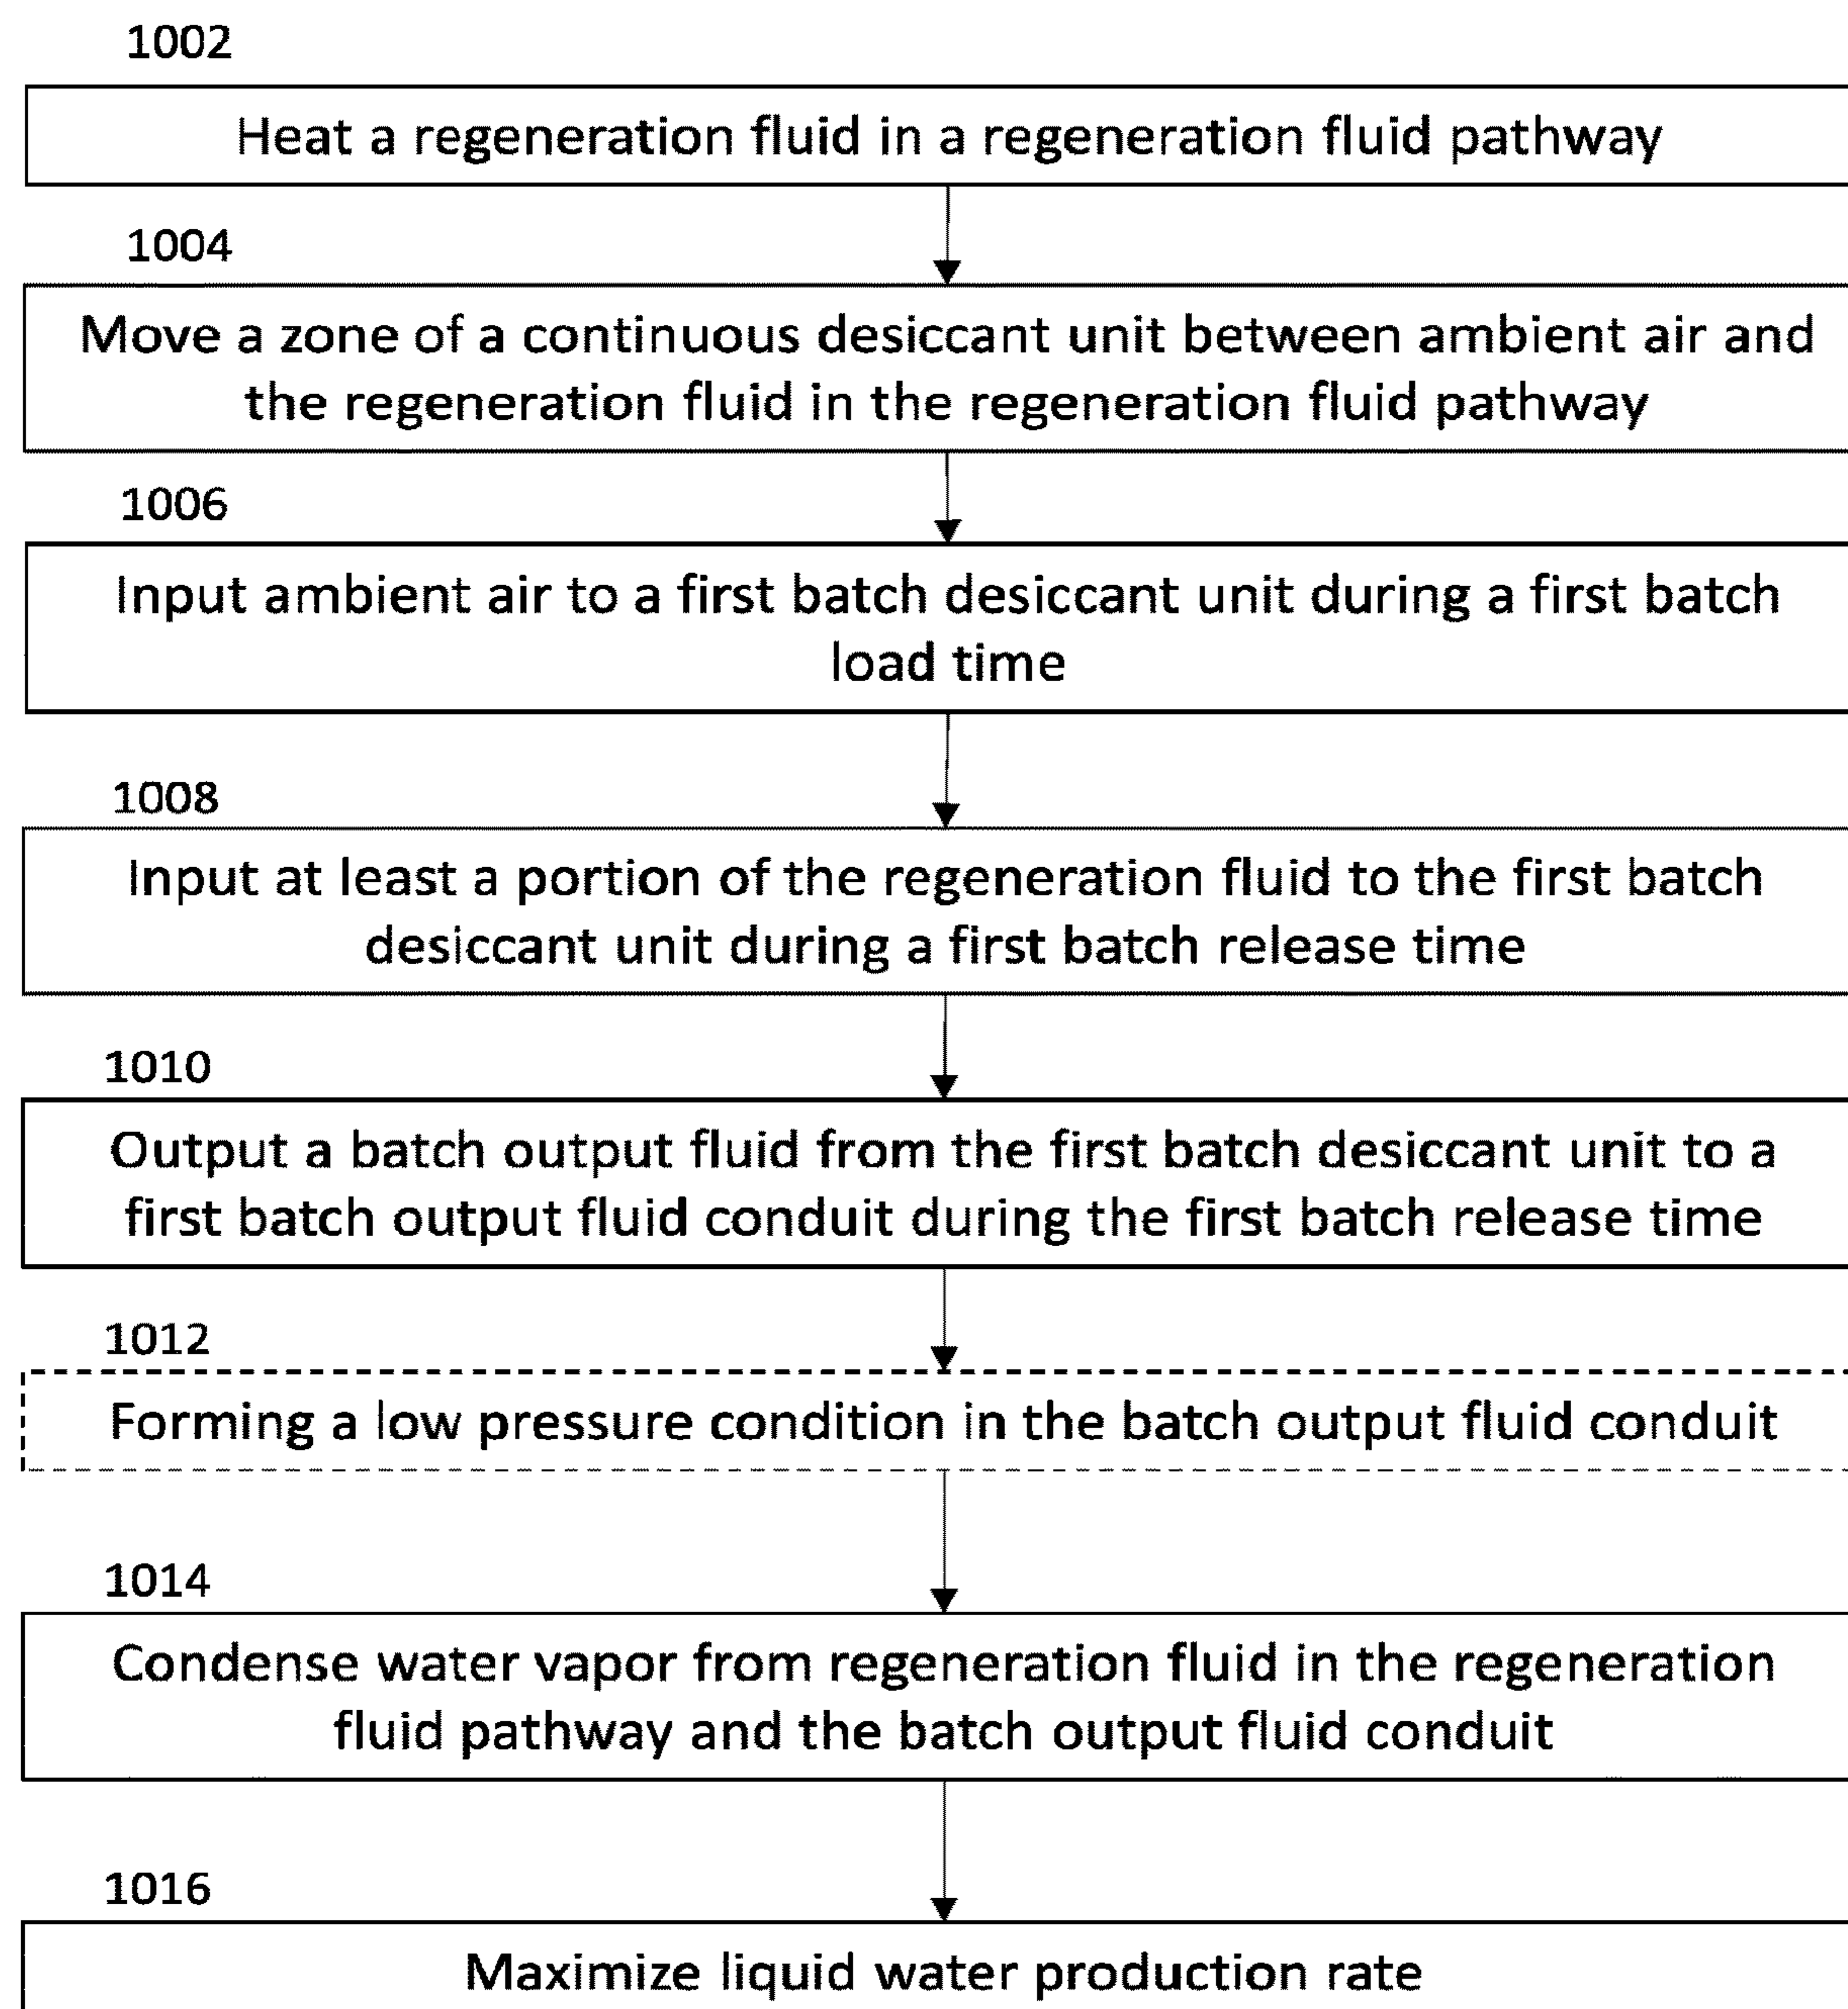 1002
Heat a regeneration fluid in a regeneration fluid pathway
1004
Move a zone of a continuous desiccant unit between ambient air and
the regeneration fluid in the regeneration fluid pathway
1006
Input ambient air to a first batch desiccant unit during a first batch
load time
1008
Input at least a portion of the regeneration fluid to the first batch
desiccant unit during a first batch release time
1010
Output a batch output fluid from the first batch desiccant unit to a
first batch output fluid conduit during the first batch release time
1012
Forming a low pressure condition in the batch output fluid conduit
1014
Condense water vapor from regeneration fluid in the regeneration
fluid pathway and the batch output fluid conduit
1016
Maximize liquid water production rate